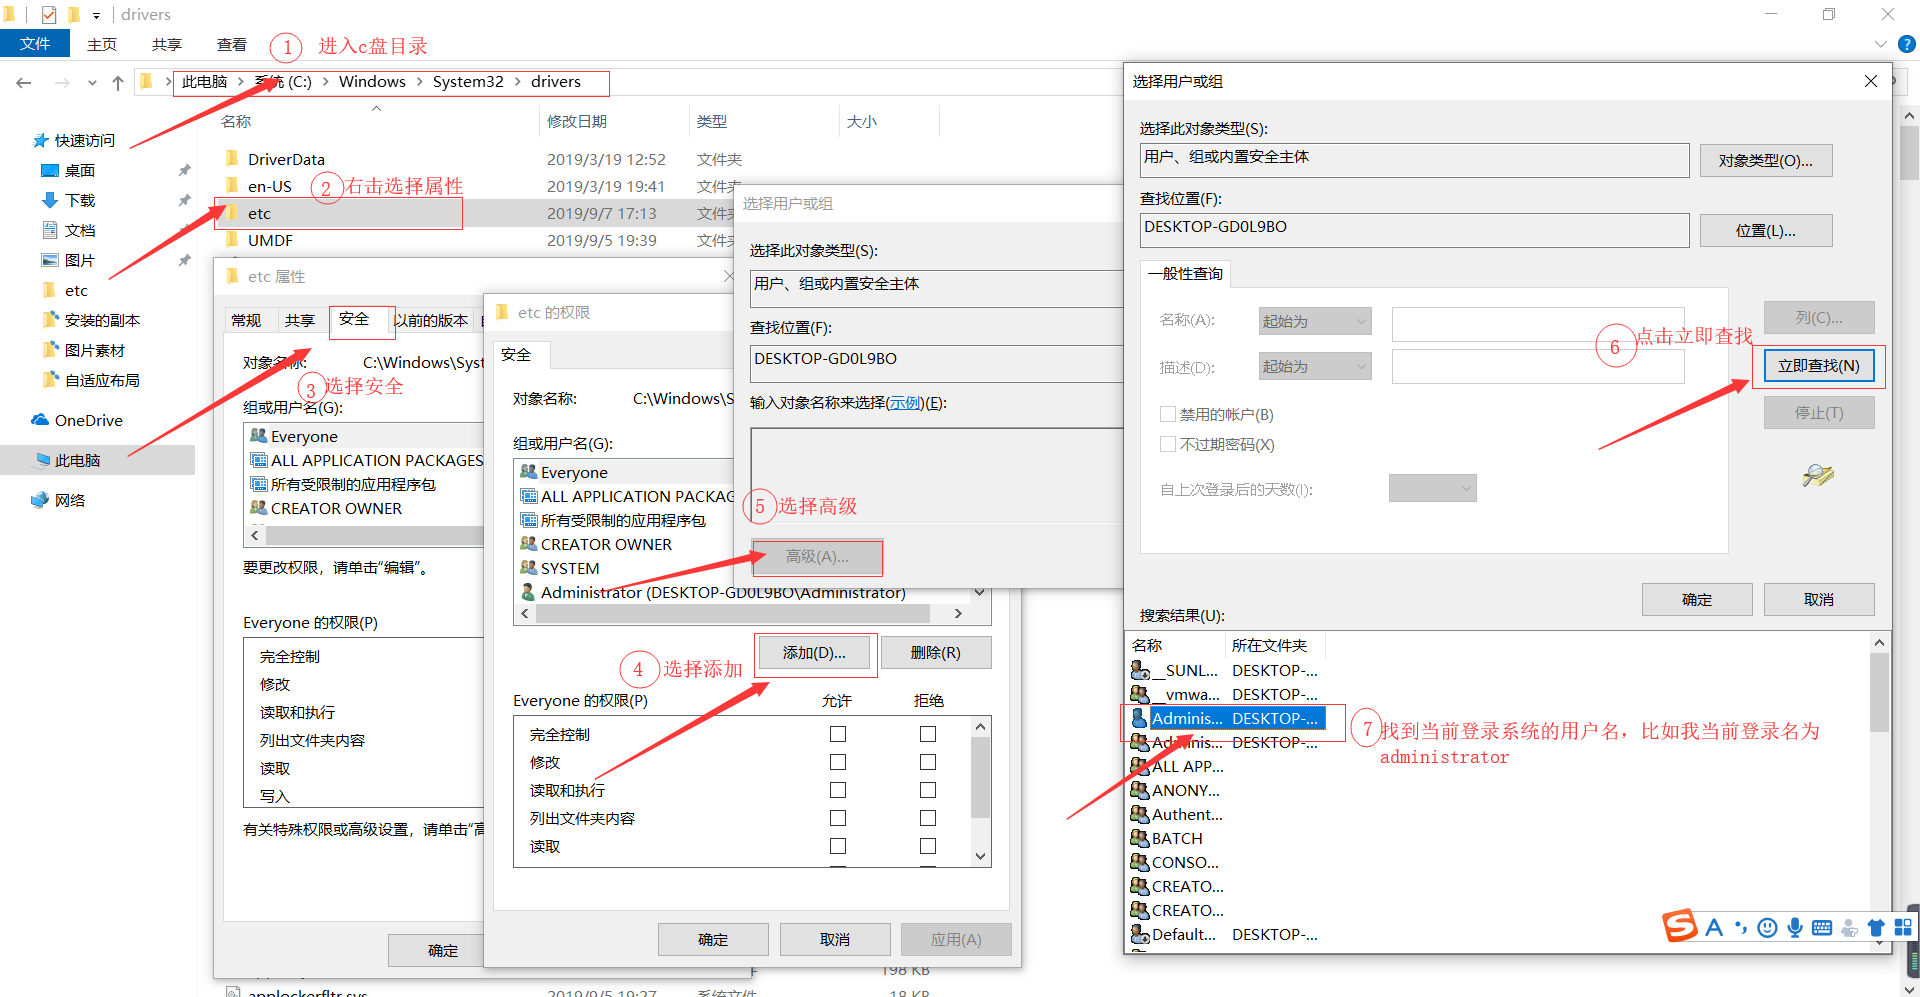 drivers
文件 主页 共享 查看
① 进入c盘目录
此电脑 > 系统 (C:) > Windows > System32 > drivers
快速访问
桌面
下载
文档
图片
etc
安装的副本
图片素材
自适应布局
OneDrive
此电脑
网络
名称 修改日期 类型 大小
DriverData 2019/3/19 12:52 文件夹
en-US 2019/3/19 19:41 文件夹
② 右击选择属性
etc 2019/9/7 17:13 文件夹
UMDF 2019/9/5 19:39 文件夹
etc 属性
常规 共享 安全 以前的版本
对象名称: C:\Windows\Syst
③ 选择安全
组或用户名(G):
Everyone
ALL APPLICATION PACKAGES
所有受限制的应用程序包
CREATOR OWNER
要更改权限，请单击“编辑”。
Everyone 的权限(P)
完全控制
修改
读取和执行
列出文件夹内容
读取
写入
有关特殊权限或高级设置，请单击“高
确定
etc 的权限
安全
对象名称: C:\Windows\S
组或用户名(G):
Everyone
ALL APPLICATION PACKAG
所有受限制的应用程序包
CREATOR OWNER
SYSTEM
Administrator (DESKTOP-GD0L9BO\Administrator)
添加(D)... 删除(R)
④ 选择添加
Everyone 的权限(P) 允许 拒绝
完全控制
修改
读取和执行
列出文件夹内容
读取
确定 取消 应用(A)
198 KB
applockerfltr.sys 2019/9/5 19:27 系统文件 18 KB
选择用户或组
选择此对象类型(S):
用户、组或内置安全主体
查找位置(F):
DESKTOP-GD0L9BO
输入对象名称来选择(示例)(E):
⑤ 选择高级
高级(A)...
选择用户或组
选择此对象类型(S):
用户、组或内置安全主体 对象类型(O)...
查找位置(F):
DESKTOP-GD0L9BO 位置(L)...
一般性查询
名称(A): 起始为
描述(D): 起始为
禁用的帐户(B)
不过期密码(X)
自上次登录后的天数(I):
列(C)...
⑥ 点击立即查找
立即查找(N)
停止(T)
确定 取消
搜索结果(U):
名称 所在文件夹
__SUNL... DESKTOP-...
__vmwa... DESKTOP-...
Adminis... DESKTOP-...
Adminis... DESKTOP-...
ALL APP...
ANONY...
Authent...
BATCH
CONSO...
CREATO...
CREATO...
Default... DESKTOP-...
⑦ 找到当前登录系统的用户名，比如我当前登录名为
administrator